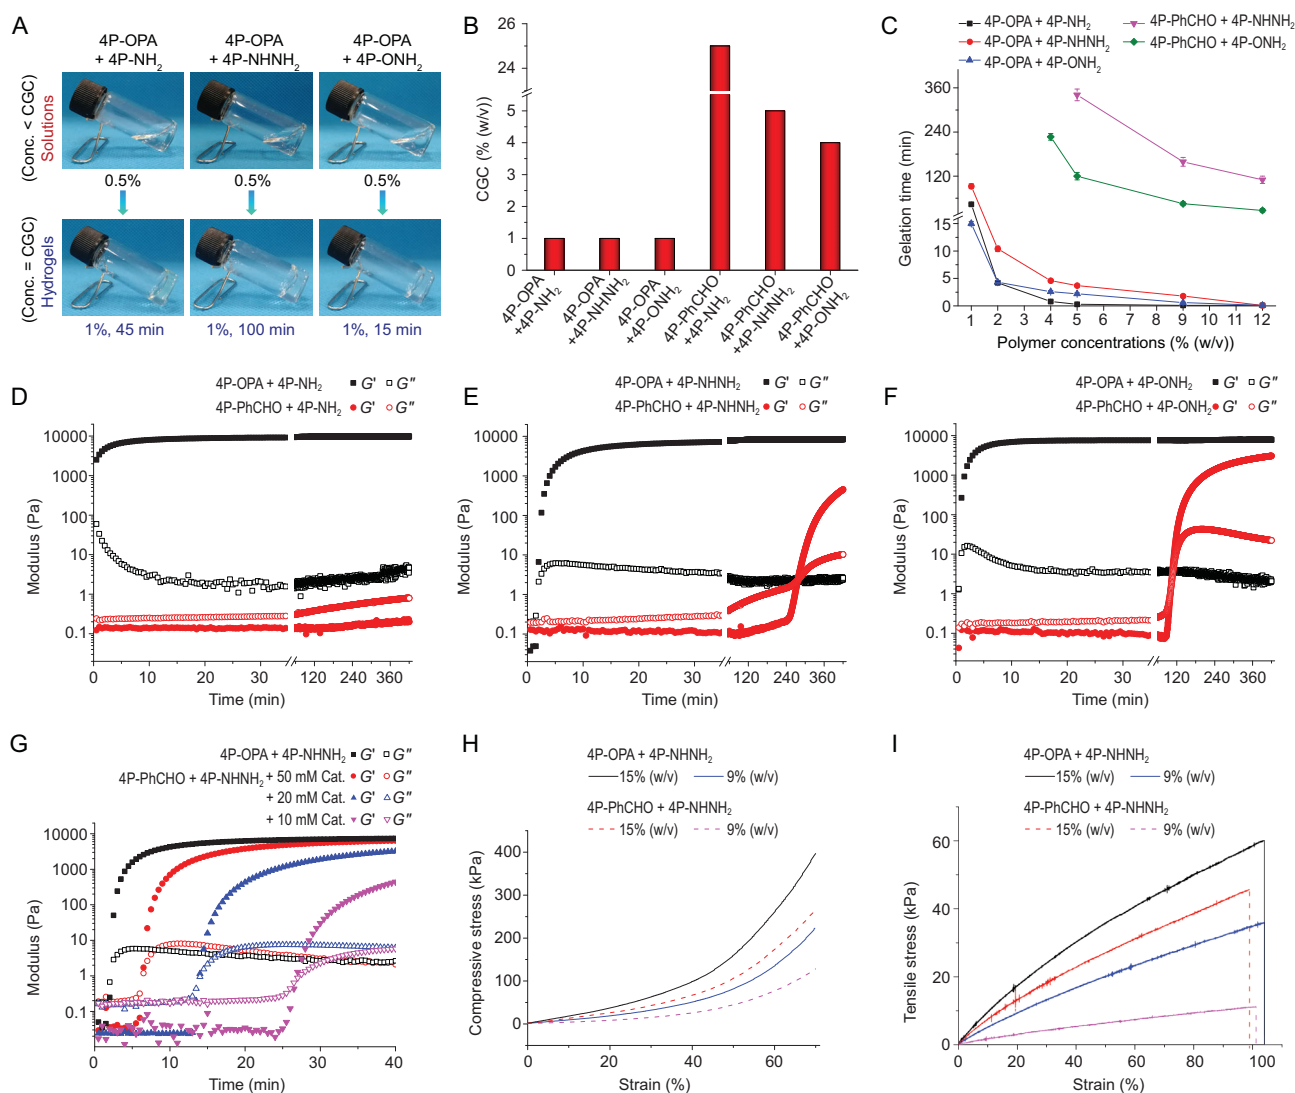 A
4P-OPA + 4P-NH2
4P-OPA + 4P-NHNH2
4P-OPA + 4P-ONH2
(Conc. < CGC)
Solutions
0.5%
0.5%
0.5%
(Conc. = CGC)
Hydrogels
1%, 45 min
1%, 100 min
1%, 15 min
B
CGC (% (w/v))
26
24
5
4
3
2
1
0
4P-OPA +4P-NH2
4P-OPA +4P-NHNH2
4P-OPA +4P-ONH2
4P-PhCHO +4P-NH2
4P-PhCHO +4P-NHNH2
4P-PhCHO +4P-ONH2
C
4P-OPA + 4P-NH2
4P-PhCHO + 4P-NHNH2
4P-OPA + 4P-NHNH2
4P-PhCHO + 4P-ONH2
4P-OPA + 4P-ONH2
Gelation time (min)
360
240
120
15
10
5
0
1 2 3 4 5 6 7 8 9 10 11 12
Polymer concentrations (% (w/v))
D
4P-OPA + 4P-NH2 G' G"
4P-PhCHO + 4P-NH2 G' G"
Modulus (Pa)
10000
1000
100
10
1
0.1
0 10 20 30 120 240 360
Time (min)
E
4P-OPA + 4P-NHNH2 G' G"
4P-PhCHO + 4P-NHNH2 G' G"
Modulus (Pa)
10000
1000
100
10
1
0.1
0 10 20 30 120 240 360
Time (min)
F
4P-OPA + 4P-ONH2 G' G"
4P-PhCHO + 4P-ONH2 G' G"
Modulus (Pa)
10000
1000
100
10
1
0.1
0 10 20 30 120 240 360
Time (min)
G
4P-OPA + 4P-NHNH2 G' G"
4P-PhCHO + 4P-NHNH2 + 50 mM Cat. G' G"
+ 20 mM Cat. G' G"
+ 10 mM Cat. G' G"
Modulus (Pa)
10000
1000
100
10
1
0.1
0 10 20 30 40
Time (min)
H
4P-OPA + 4P-NHNH2
15% (w/v) 9% (w/v)
4P-PhCHO + 4P-NHNH2
15% (w/v) 9% (w/v)
Compressive stress (kPa)
400
300
200
100
0
0 20 40 60
Strain (%)
I
4P-OPA + 4P-NHNH2
15% (w/v) 9% (w/v)
4P-PhCHO + 4P-NHNH2
15% (w/v) 9% (w/v)
Tensile stress (kPa)
60
40
20
0
0 20 40 60 80 100
Strain (%)